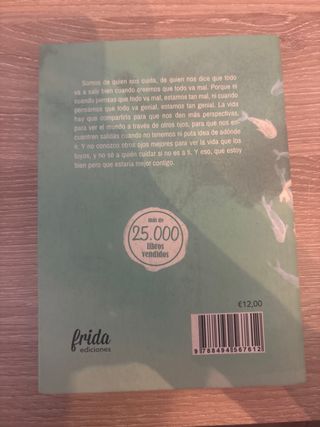 Somos de quien nos cuida, de quien nos dice que todo
va a salir bien cuando creemos que todo va mal. Porque ni
cuando piensas que todo va mal, estamos tan mal, ni cuando
pensamos que todo va genial, estamos tan genial. La vida
hay que compartirla para que nos den más perspectivas,
para ver el mundo a través de otros ojos, para que nos en-
cuentren salidas cuando no tenemos ni puta idea de adónde
ir. Y no conozco otros ojos mejores para ver la vida que los
tuyos, y no sé a quién cuidar si no es a ti. Y eso, que estoy
bien pero que estaría mejor contigo.
más de
25.000
libros
vendidos
€12,00
frida
ediciones
9 788494 567612